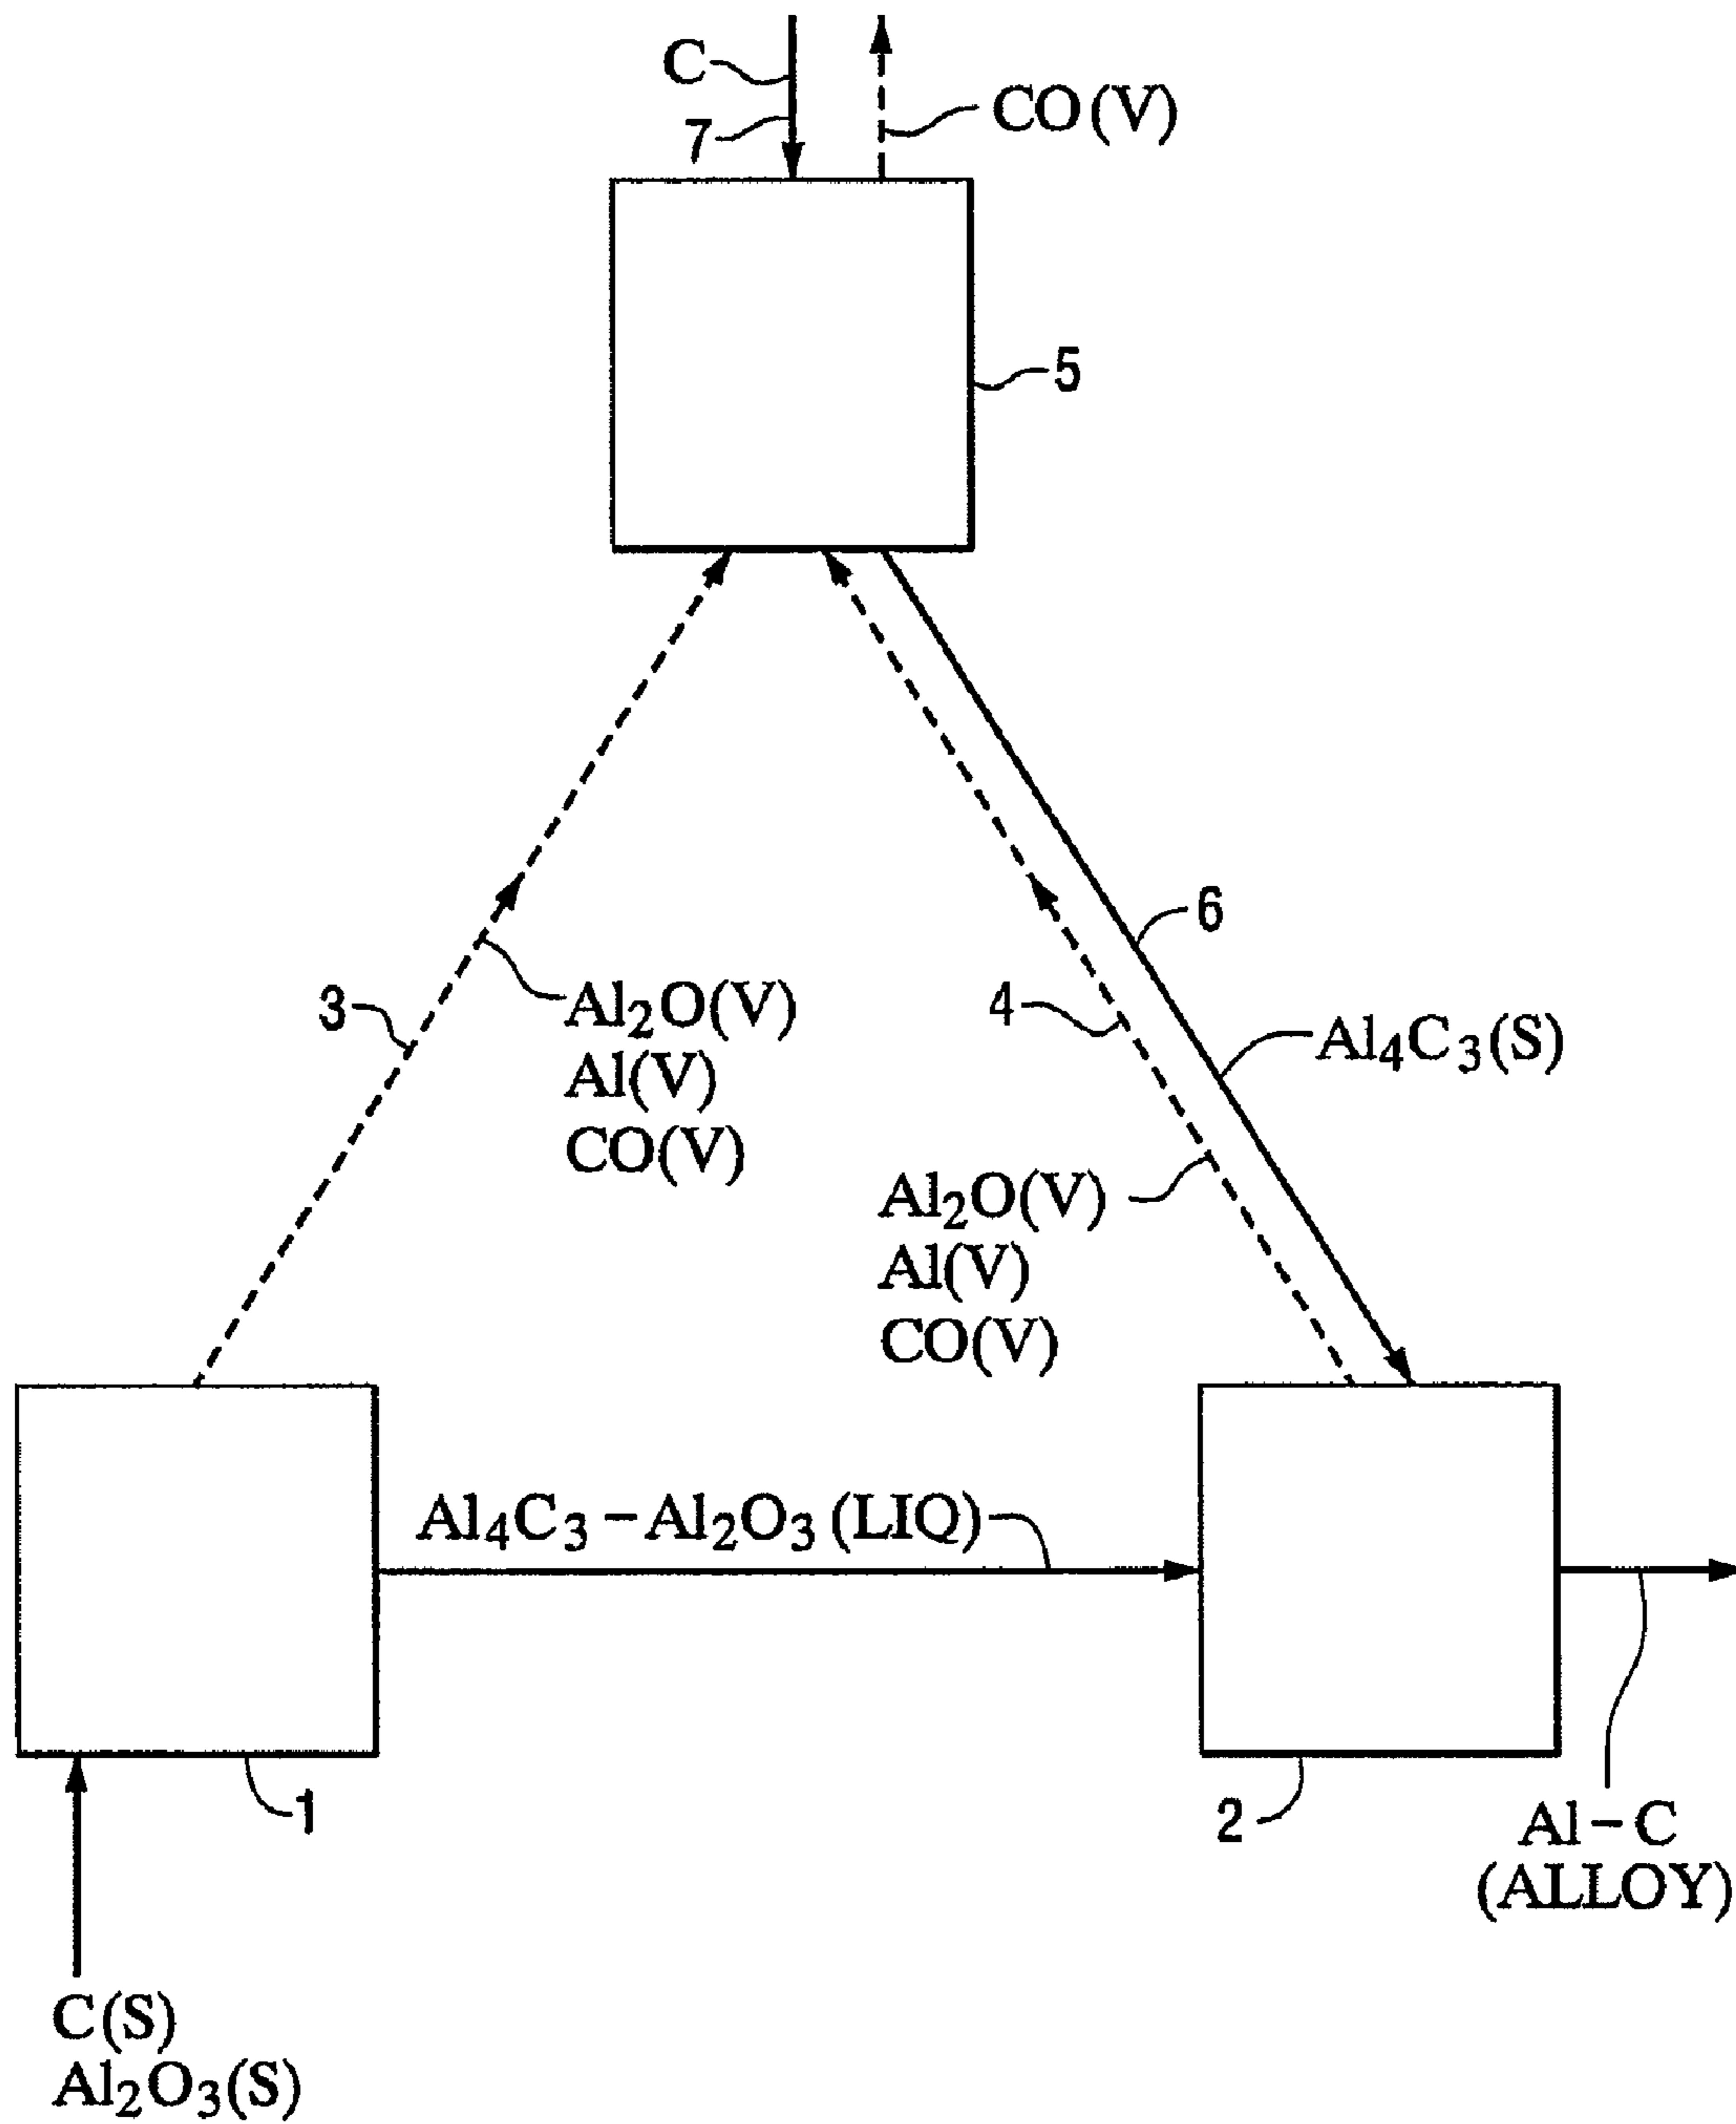 C
CO(V)
7
5
6
3
Al₂O(V)
Al(V)
CO(V)
4
Al₄C₃(S)
Al₂O(V)
Al(V)
CO(V)
Al₄C₃–Al₂O₃(LIQ)
1
2
Al–C
(ALLOY)
C(S)
Al₂O₃(S)